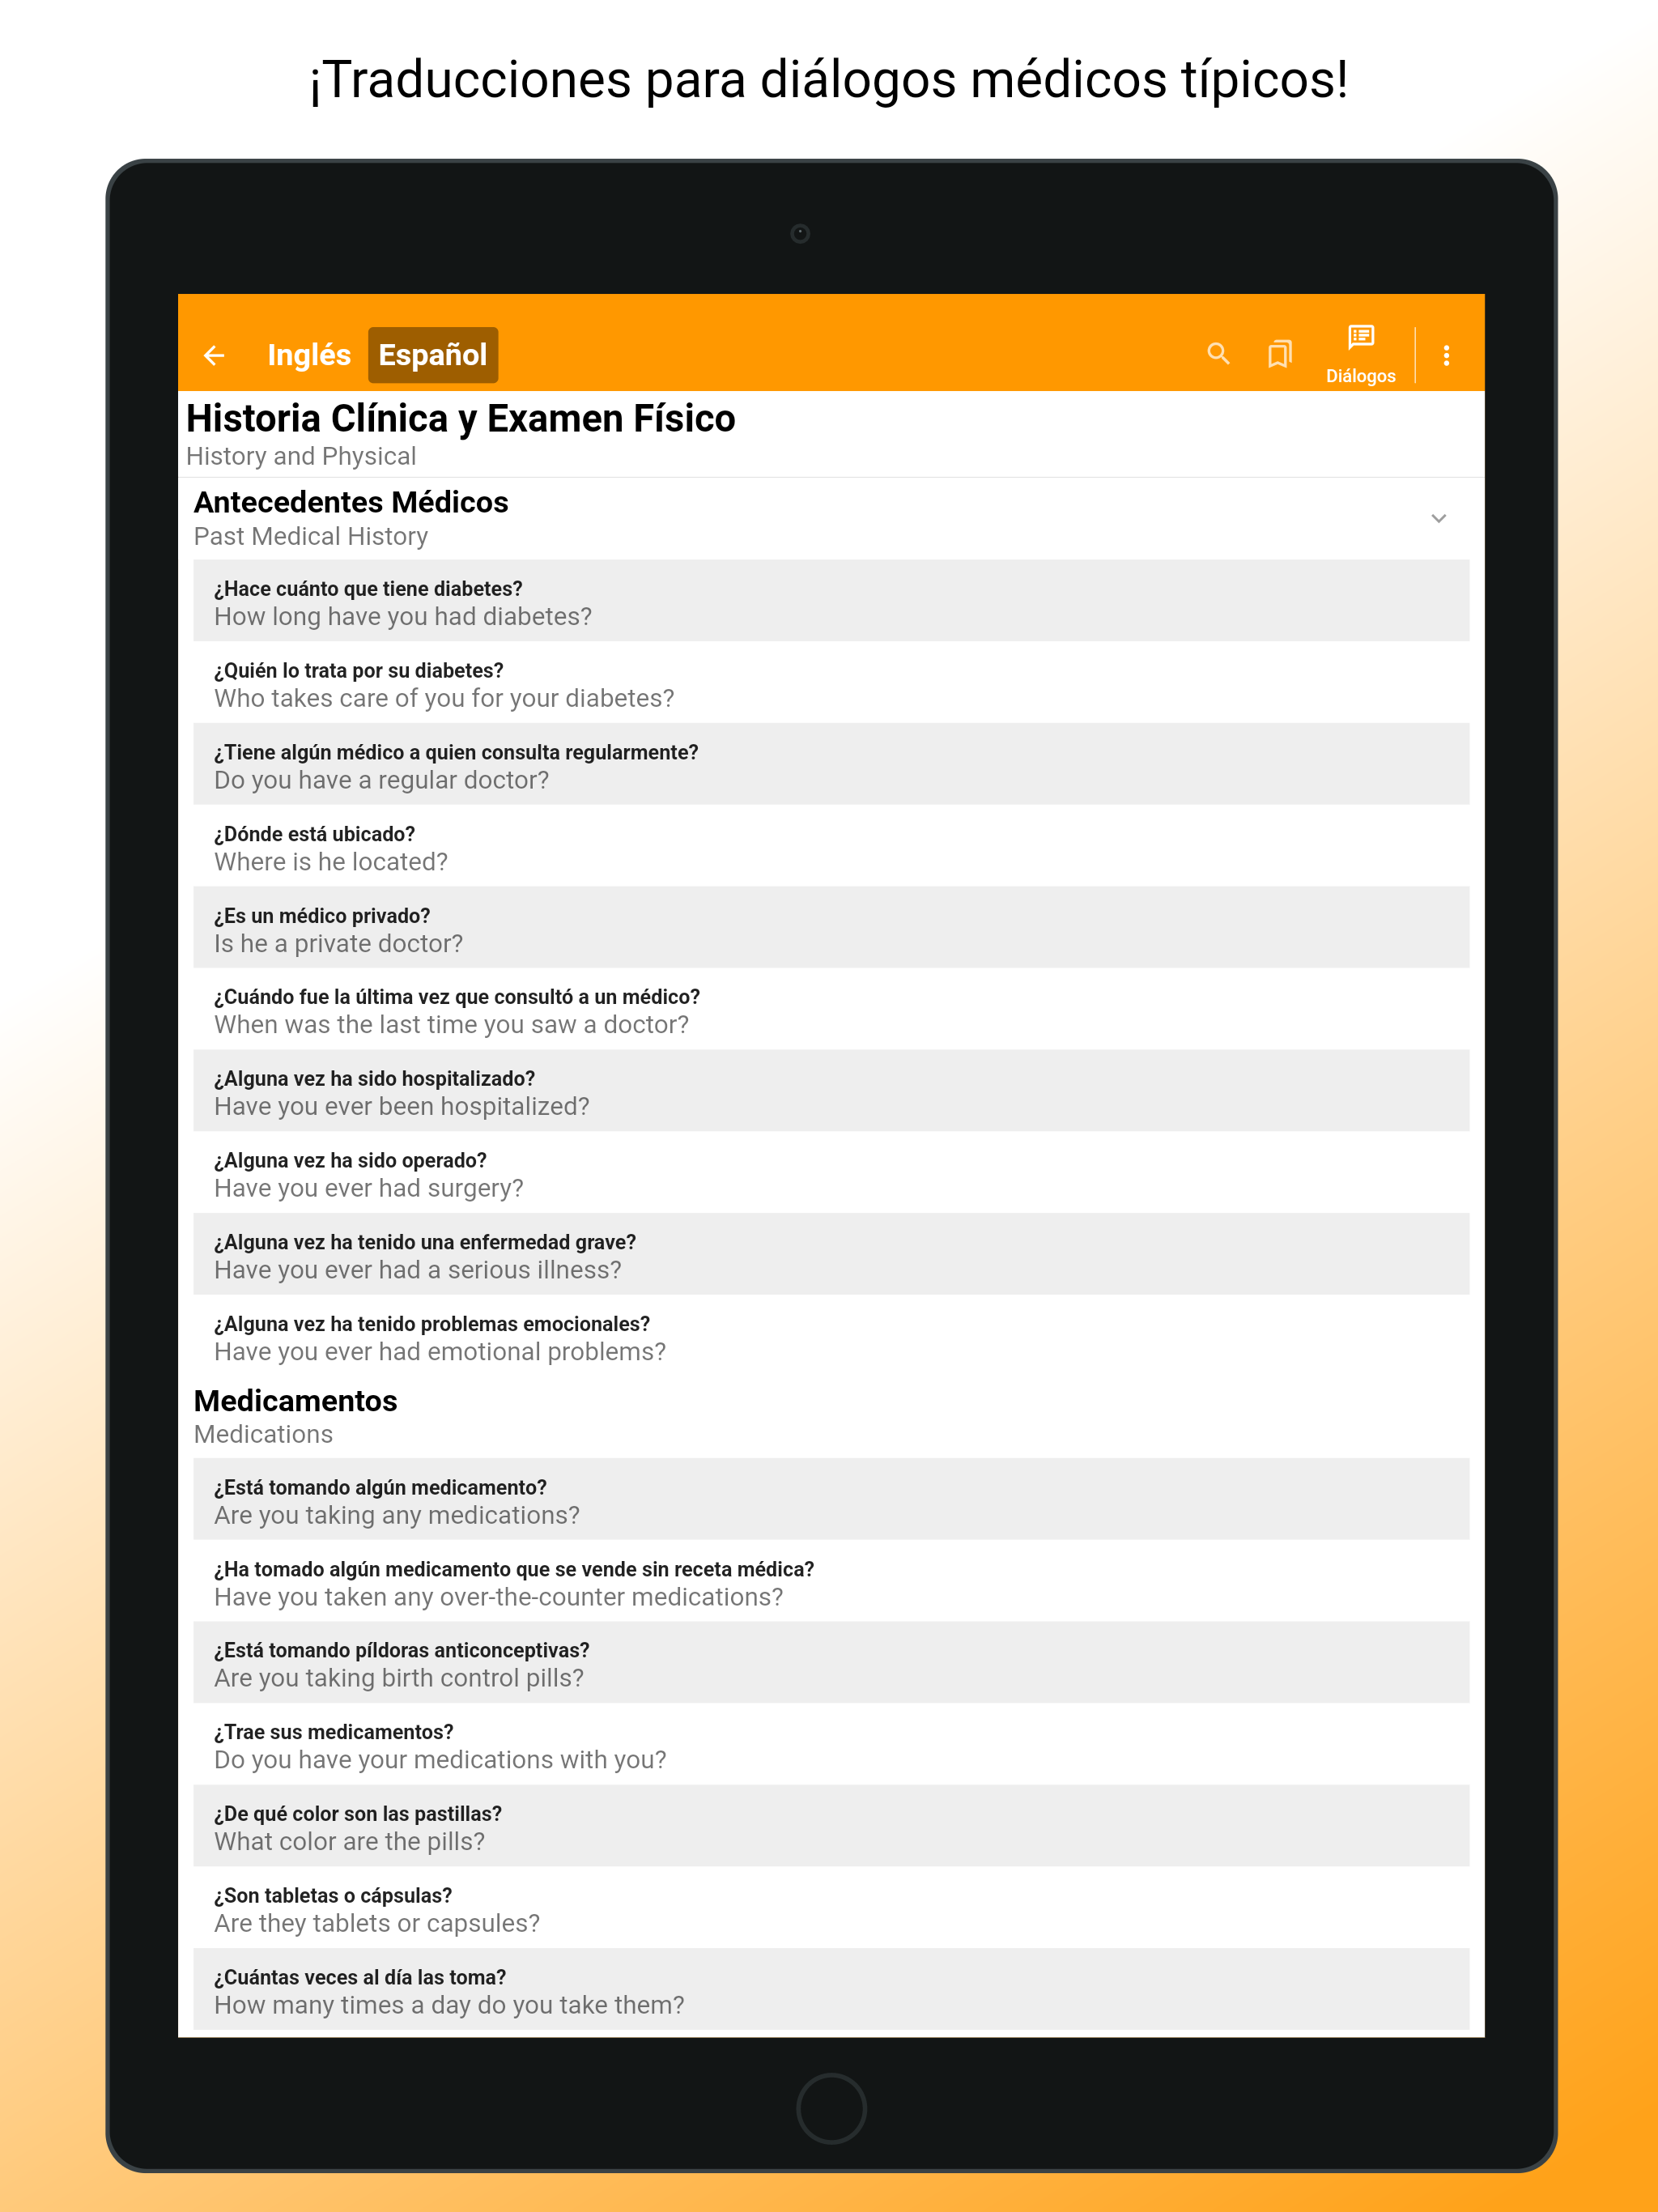 ¡Traducciones para diálogos médicos típicos!
Inglés Español
Diálogos
Historia Clínica y Examen Físico
History and Physical
Antecedentes Médicos
Past Medical History
¿Hace cuánto que tiene diabetes?
How long have you had diabetes?
¿Quién lo trata por su diabetes?
Who takes care of you for your diabetes?
¿Tiene algún médico a quien consulta regularmente?
Do you have a regular doctor?
¿Dónde está ubicado?
Where is he located?
¿Es un médico privado?
Is he a private doctor?
¿Cuándo fue la última vez que consultó a un médico?
When was the last time you saw a doctor?
¿Alguna vez ha sido hospitalizado?
Have you ever been hospitalized?
¿Alguna vez ha sido operado?
Have you ever had surgery?
¿Alguna vez ha tenido una enfermedad grave?
Have you ever had a serious illness?
¿Alguna vez ha tenido problemas emocionales?
Have you ever had emotional problems?
Medicamentos
Medications
¿Está tomando algún medicamento?
Are you taking any medications?
¿Ha tomado algún medicamento que se vende sin receta médica?
Have you taken any over-the-counter medications?
¿Está tomando píldoras anticonceptivas?
Are you taking birth control pills?
¿Trae sus medicamentos?
Do you have your medications with you?
¿De qué color son las pastillas?
What color are the pills?
¿Son tabletas o cápsulas?
Are they tablets or capsules?
¿Cuántas veces al día las toma?
How many times a day do you take them?